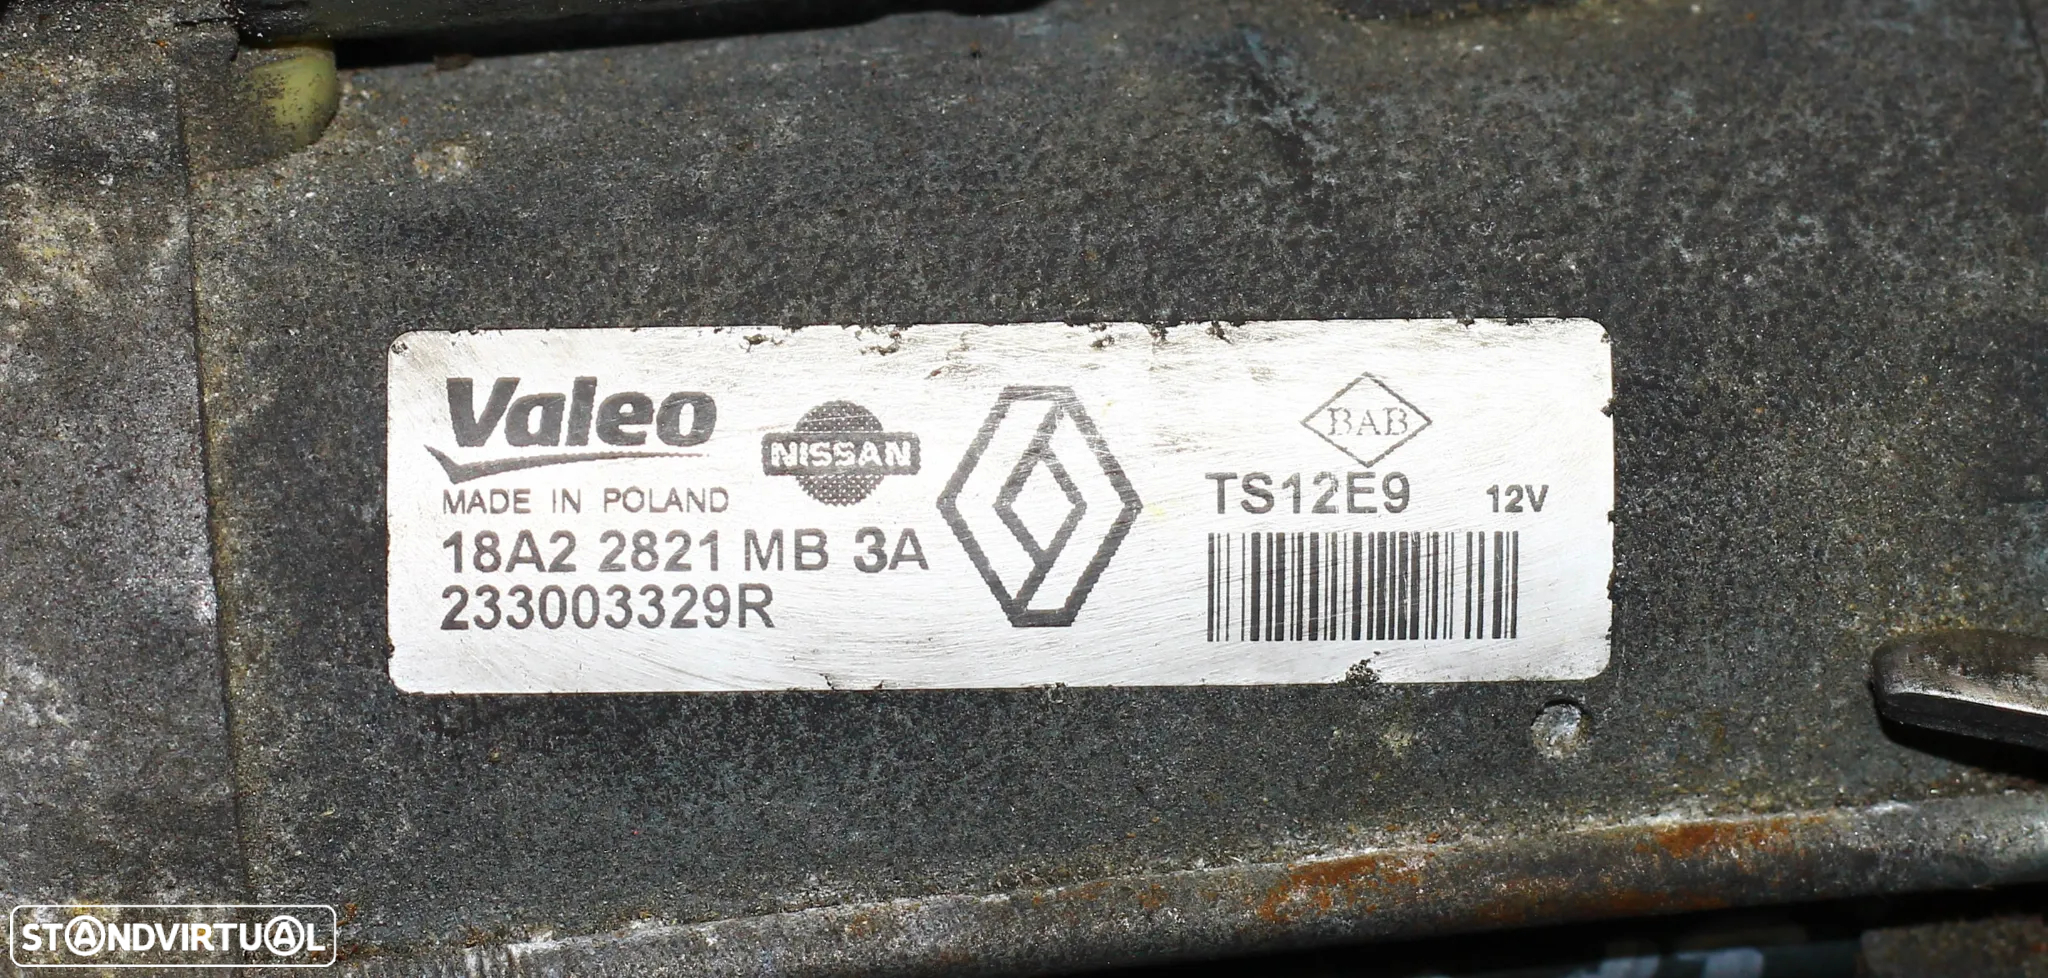 Valeo
NISSAN
MADE IN POLAND
18A2 2821 MB 3A
233003329R
BAB
TS12E9 12V
STANDVIRTUAL